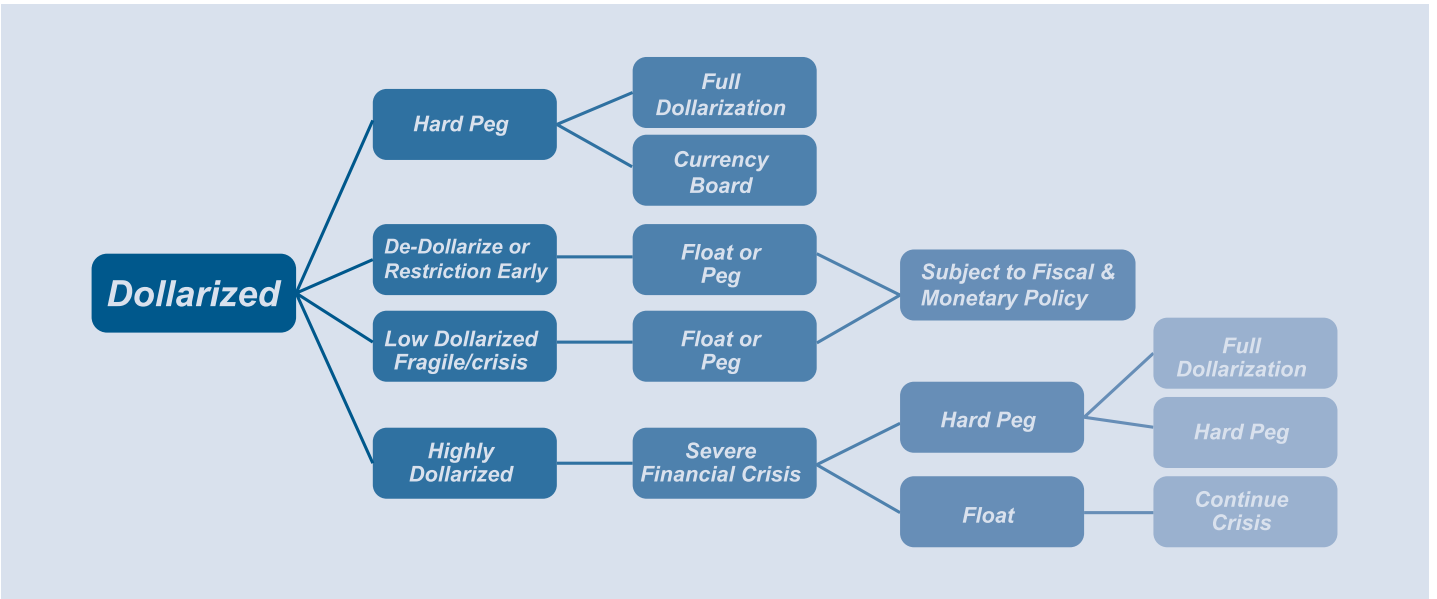 Dollarized
Hard Peg
Full
Dollarization
Currency
Board
De-Dollarize or
Restriction Early
Float or
Peg
Low Dollarized
Fragile/crisis
Float or
Peg
Subject to Fiscal &
Monetary Policy
Highly
Dollarized
Severe
Financial Crisis
Hard Peg
Full
Dollarization
Hard Peg
Float
Continue
Crisis